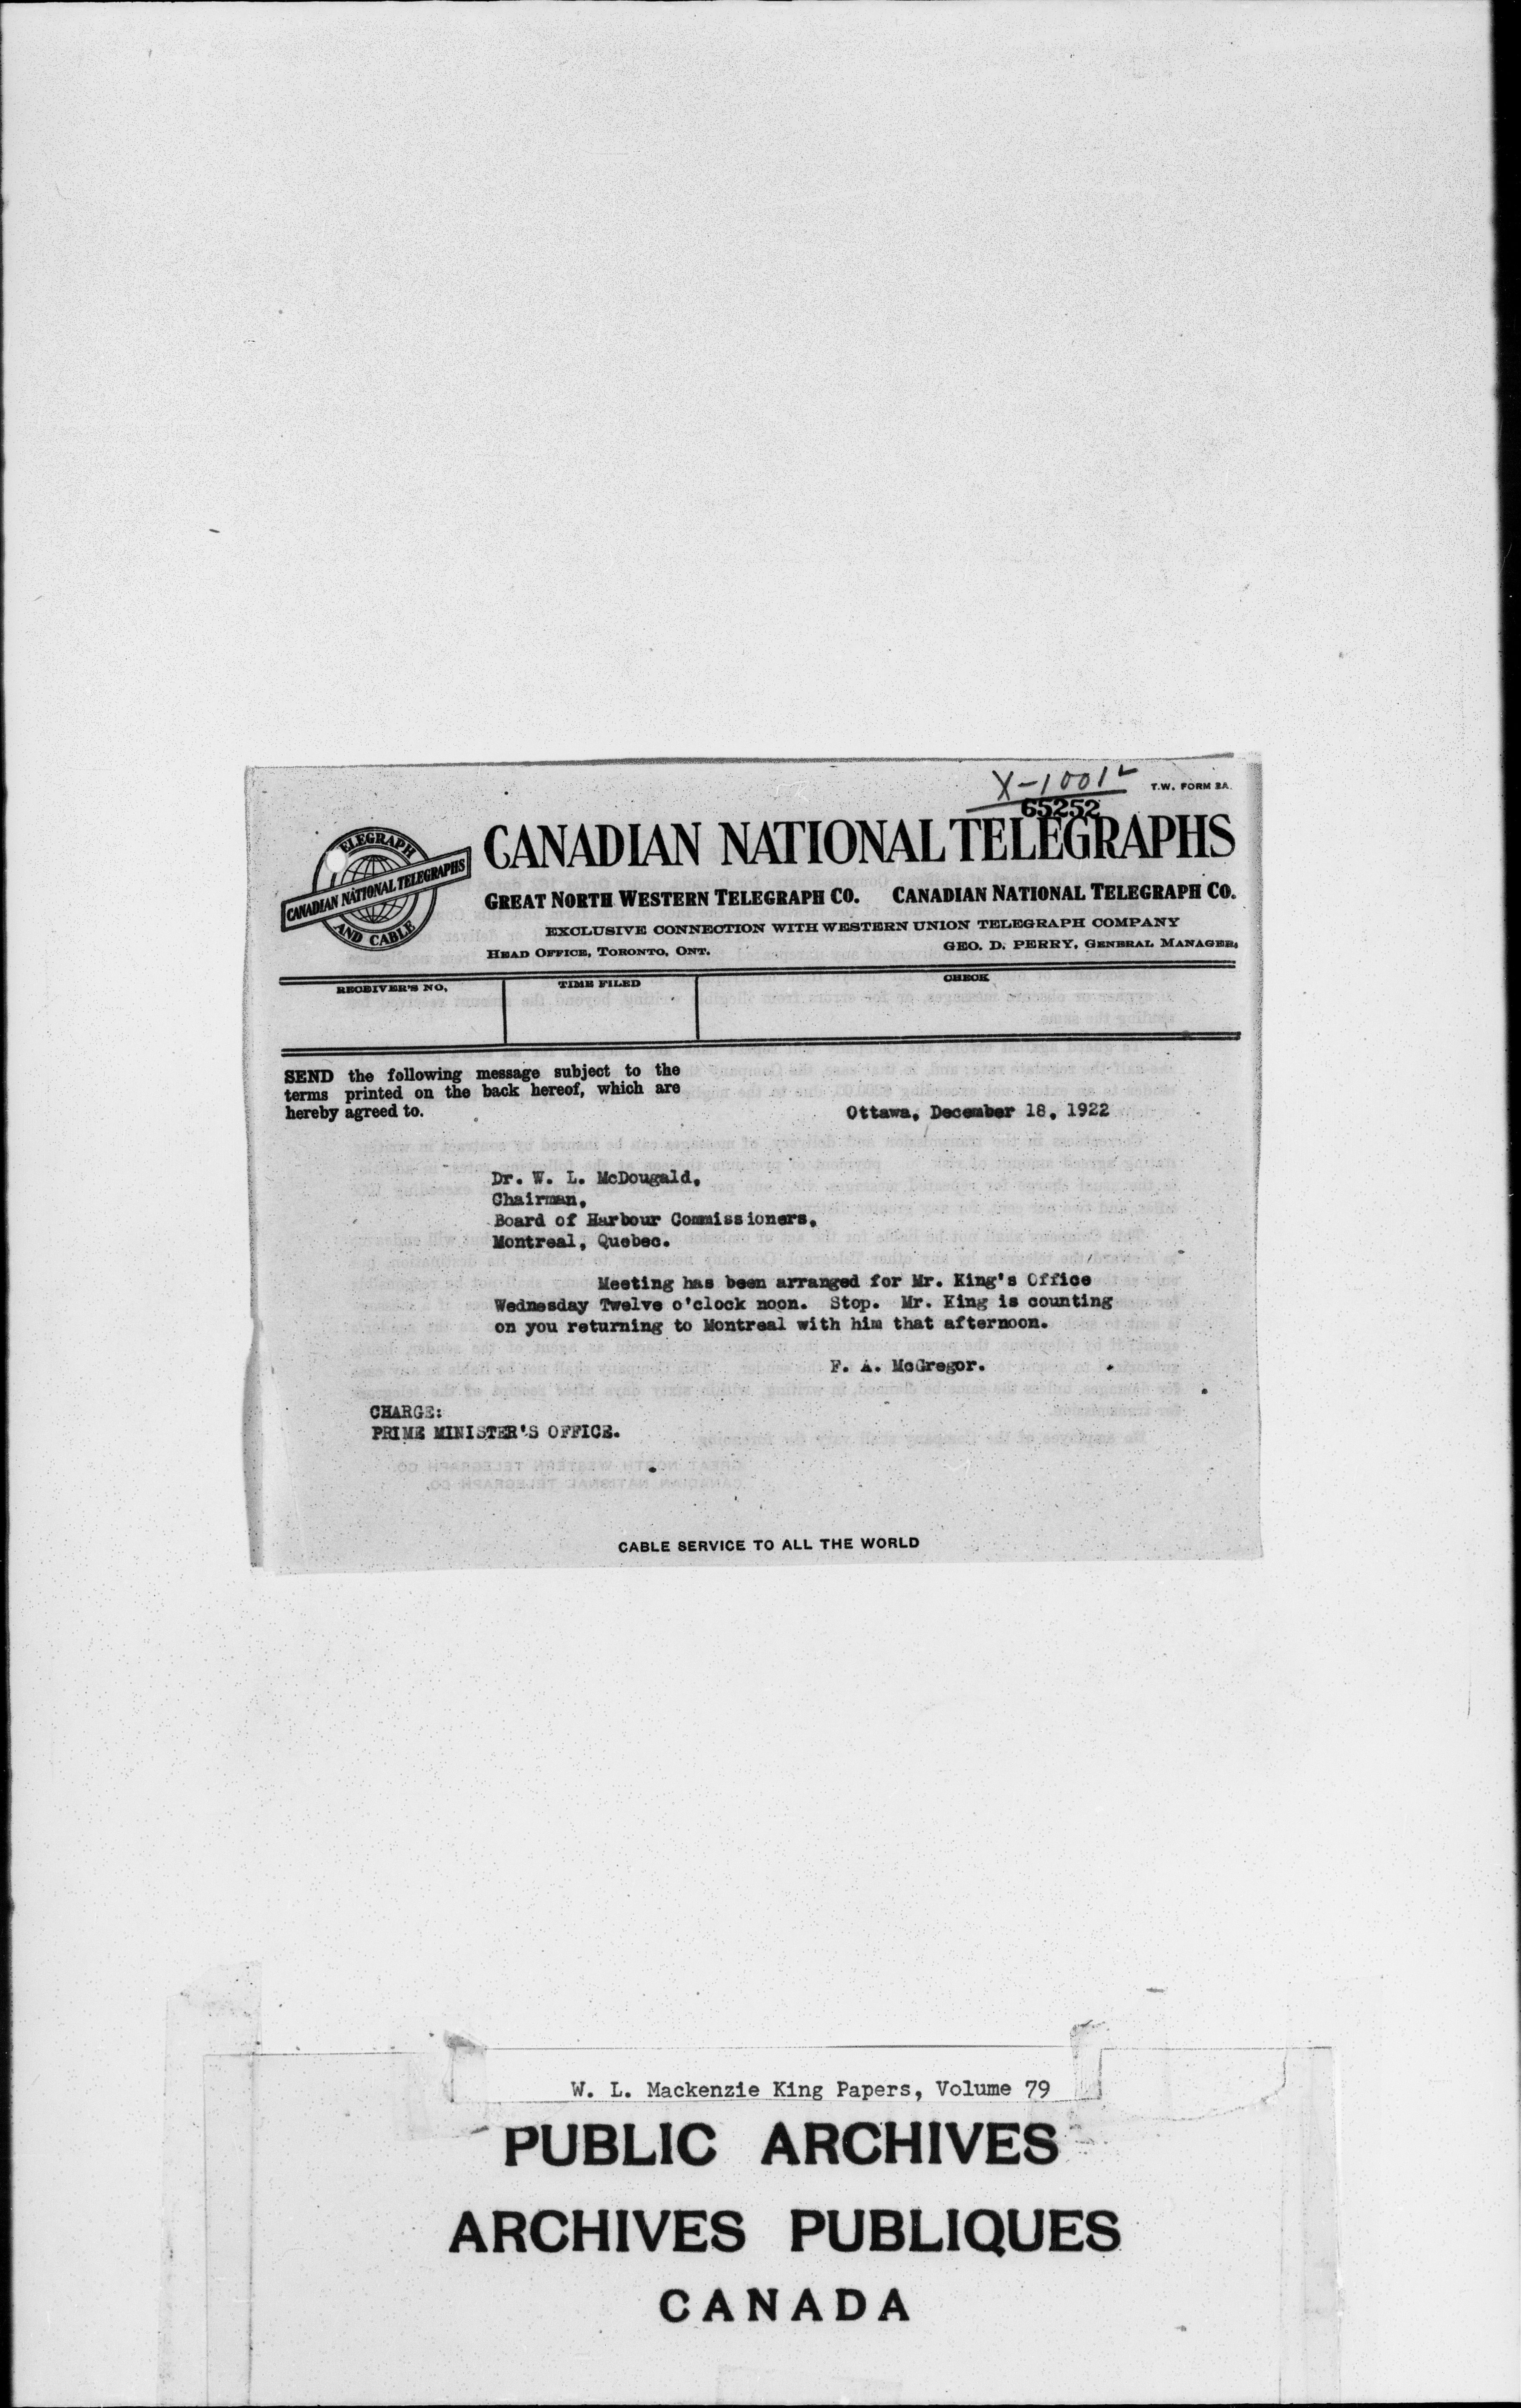 X-1001
T.W. FORM 2A.
65252
TELEGRAPH
CANADIAN NATIONAL TELEGRAPHS
AND CABLE
CANADIAN NATIONAL TELEGRAPHS
GREAT NORTH WESTERN TELEGRAPH CO. CANADIAN NATIONAL TELEGRAPH CO.
EXCLUSIVE CONNECTION WITH WESTERN UNION TELEGRAPH COMPANY
HEAD OFFICE, TORONTO, ONT. GEO. D. PERRY, GENERAL MANAGER,
RECEIVER'S NO. TIME FILED CHECK
SEND the following message subject to the
terms printed on the back hereof, which are
hereby agreed to.
Ottawa, December 18, 1922
Dr. W. L. McDougald,
Chairman,
Board of Harbour Commissioners,
Montreal, Quebec.
Meeting has been arranged for Mr. King's Office
Wednesday Twelve o'clock noon. Stop. Mr. King is counting
on you returning to Montreal with him that afternoon.
F. A. McGregor.
CHARGE:
PRIME MINISTER'S OFFICE.
CABLE SERVICE TO ALL THE WORLD
W. L. Mackenzie King Papers, Volume 79
PUBLIC ARCHIVES
ARCHIVES PUBLIQUES
CANADA